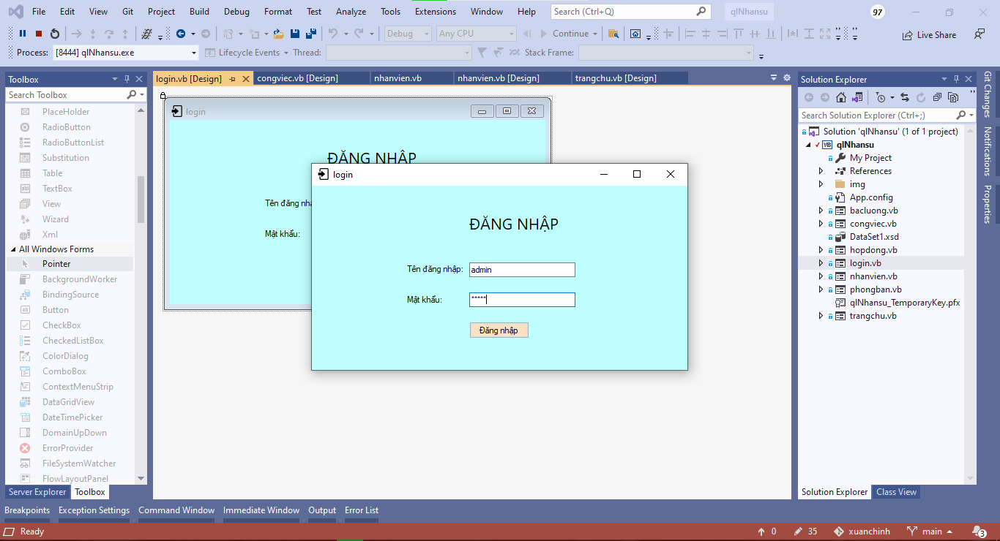 File Edit View Git Project Build Debug Format Test Analyze Tools Extensions Window Help Search (Ctrl+Q) qlNhansu 97
Debug Any CPU Continue Live Share
Process: [8444] qlNhansu.exe Lifecycle Events Thread: Stack Frame:
Toolbox
Search Toolbox
PlaceHolder
RadioButton
RadioButtonList
Substitution
Table
TextBox
View
Wizard
Xml
All Windows Forms
Pointer
BackgroundWorker
BindingSource
Button
CheckBox
CheckedListBox
ColorDialog
ComboBox
ContextMenuStrip
DataGridView
DateTimePicker
DomainUpDown
ErrorProvider
FileSystemWatcher
FlowLayoutPanel
Server Explorer Toolbox
login.vb [Design] congviec.vb [Design] nhanvien.vb nhanvien.vb [Design] trangchu.vb [Design]
login
ĐĂNG NHẬP
Tên đăng nhậ
Mật khẩu:
login
ĐĂNG NHẬP
Tên đăng nhập: admin
Mật khẩu: *****
Đăng nhập
Solution Explorer
Search Solution Explorer (Ctrl+;)
Solution 'qlNhansu' (1 of 1 project)
VB qlNhansu
My Project
References
img
App.config
bacluong.vb
congviec.vb
DataSet1.xsd
hopdong.vb
login.vb
nhanvien.vb
phongban.vb
qlNhansu_TemporaryKey.pfx
trangchu.vb
Solution Explorer Class View
Git Changes
Notifications
Properties
Breakpoints Exception Settings Command Window Immediate Window Output Error List
Ready 0 35 xuanchinh main 3